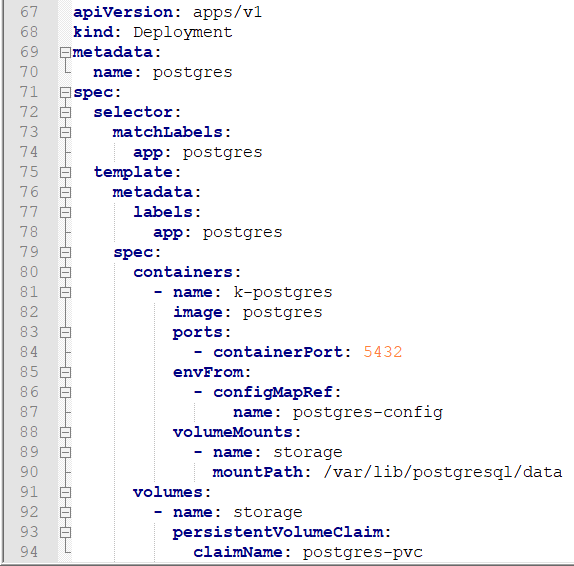 67 apiVersion: apps/v1
68 kind: Deployment
69 metadata:
70   name: postgres
71 spec:
72   selector:
73     matchLabels:
74       app: postgres
75   template:
76     metadata:
77       labels:
78         app: postgres
79     spec:
80       containers:
81         - name: k-postgres
82           image: postgres
83           ports:
84             - containerPort: 5432
85           envFrom:
86             - configMapRef:
87                 name: postgres-config
88           volumeMounts:
89             - name: storage
90               mountPath: /var/lib/postgresql/data
91       volumes:
92         - name: storage
93           persistentVolumeClaim:
94             claimName: postgres-pvc